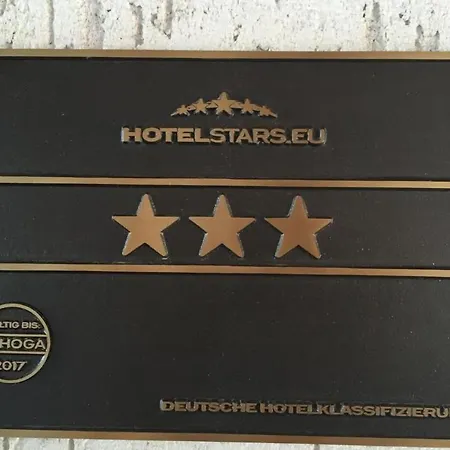 HOTELSTARS.EU
LTIG BIS:
HOGA
2017
DEUTSCHE HOTELKLASSIFIZIERU